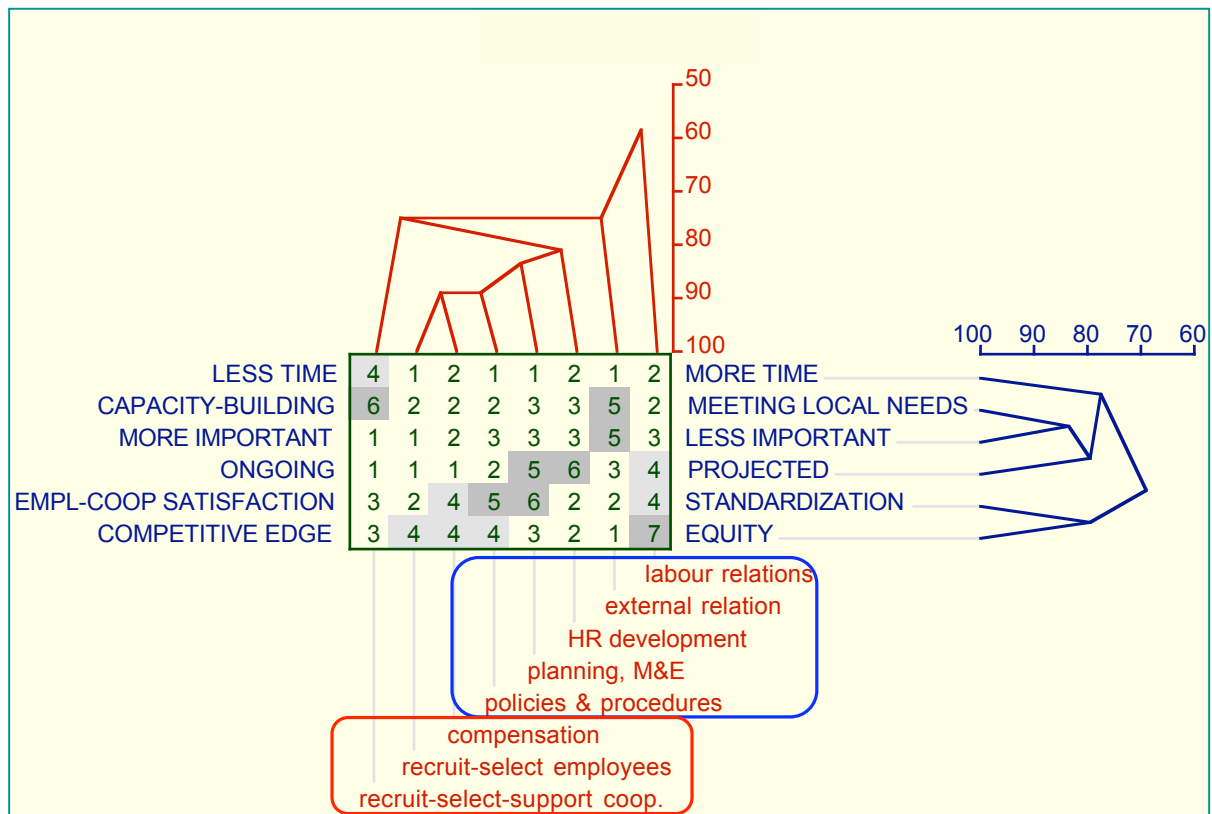 50
60
70
80
90
100
100 90 80 70 60
LESS TIME 4 1 2 1 1 2 1 2 MORE TIME
CAPACITY-BUILDING 6 2 2 2 3 3 5 2 MEETING LOCAL NEEDS
MORE IMPORTANT 1 1 2 3 3 3 5 3 LESS IMPORTANT
ONGOING 1 1 1 2 5 6 3 4 PROJECTED
EMPL-COOP SATISFACTION 3 2 4 5 6 2 2 4 STANDARDIZATION
COMPETITIVE EDGE 3 4 4 4 3 2 1 7 EQUITY
labour relations
external relation
HR development
planning, M&E
policies & procedures
compensation
recruit-select employees
recruit-select-support coop.